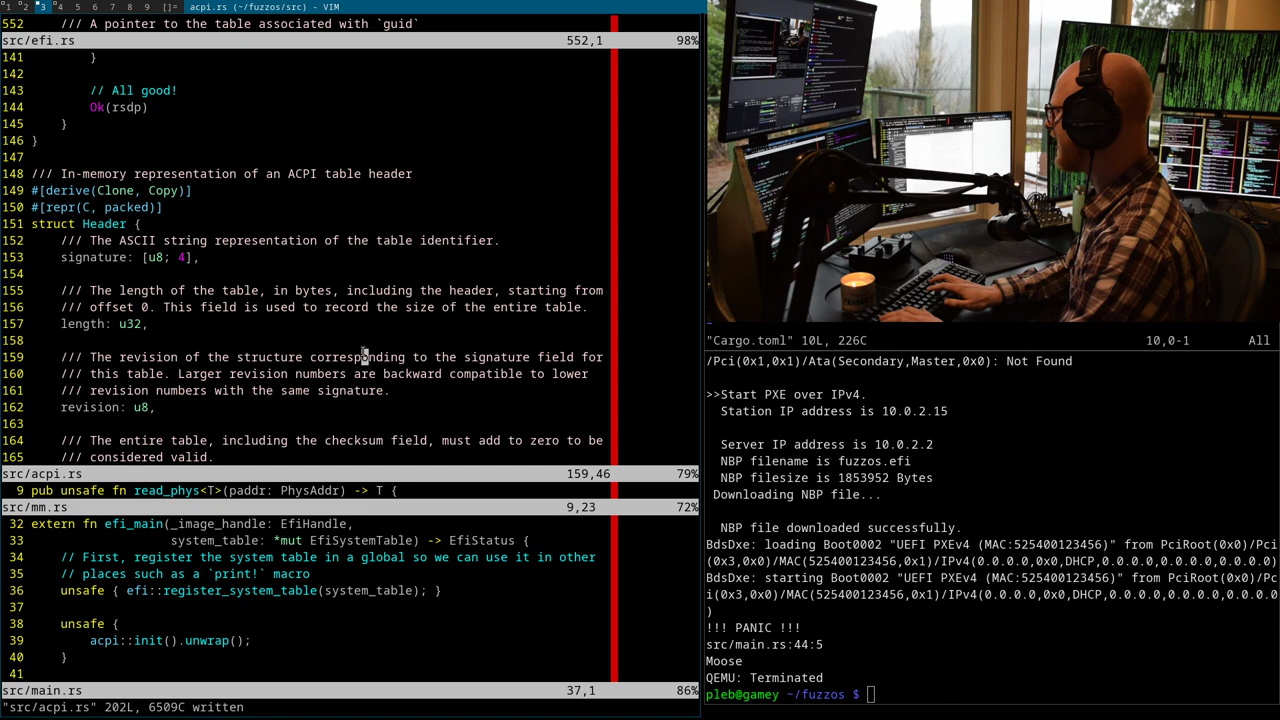 1 2 3 4 5 6 7 8 9 []= acpi.rs (~/fuzzos/src) - VIM
552 /// A pointer to the table associated with `guid`
src/efi.rs 552,1 98%
141 }
142
143 // All good!
144 Ok(rsdp)
145 }
146 }
147
148 /// In-memory representation of an ACPI table header
149 #[derive(Clone, Copy)]
150 #[repr(C, packed)]
151 struct Header {
152 /// The ASCII string representation of the table identifier.
153 signature: [u8; 4],
154
155 /// The length of the table, in bytes, including the header, starting from
156 /// offset 0. This field is used to record the size of the entire table.
157 length: u32,
158
159 /// The revision of the structure corresponding to the signature field for
160 /// this table. Larger revision numbers are backward compatible to lower
161 /// revision numbers with the same signature.
162 revision: u8,
163
164 /// The entire table, including the checksum field, must add to zero to be
165 /// considered valid.
src/acpi.rs 159,46 79%
9 pub unsafe fn read_phys<T>(paddr: PhysAddr) -> T {
src/mm.rs 9,23 72%
32 extern fn efi_main(_image_handle: EfiHandle,
33 system_table: *mut EfiSystemTable) -> EfiStatus {
34 // First, register the system table in a global so we can use it in other
35 // places such as a `print!` macro
36 unsafe { efi::register_system_table(system_table); }
37
38 unsafe {
39 acpi::init().unwrap();
40 }
41
src/main.rs 37,1 86%
"src/acpi.rs" 202L, 6509C written
~
"Cargo.toml" 10L, 226C 10,0-1 All
/Pci(0x1,0x1)/Ata(Secondary,Master,0x0): Not Found
>>Start PXE over IPv4.
Station IP address is 10.0.2.15
Server IP address is 10.0.2.2
NBP filename is fuzzos.efi
NBP filesize is 1853952 Bytes
Downloading NBP file...
NBP file downloaded successfully.
BdsDxe: loading Boot0002 "UEFI PXEv4 (MAC:525400123456)" from PciRoot(0x0)/Pci
(0x3,0x0)/MAC(525400123456,0x1)/IPv4(0.0.0.0,0x0,DHCP,0.0.0.0,0.0.0.0,0.0.0.0)
BdsDxe: starting Boot0002 "UEFI PXEv4 (MAC:525400123456)" from PciRoot(0x0)/Pc
i(0x3,0x0)/MAC(525400123456,0x1)/IPv4(0.0.0.0,0x0,DHCP,0.0.0.0,0.0.0.0,0.0.0.0
)
!!! PANIC !!!
src/main.rs:44:5
Moose
QEMU: Terminated
pleb@gamey ~/fuzzos $